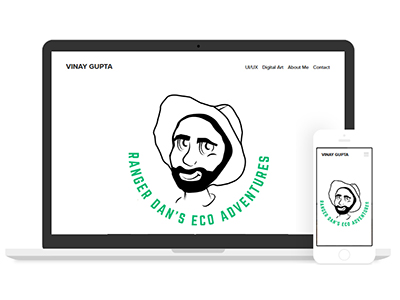 VINAY GUPTA
UI/UX Digital Art About Me Contact
RANGER DAN'S ECO ADVENTURES
VINAY GUPTA
RANGER DAN'S ECO ADVENTURES